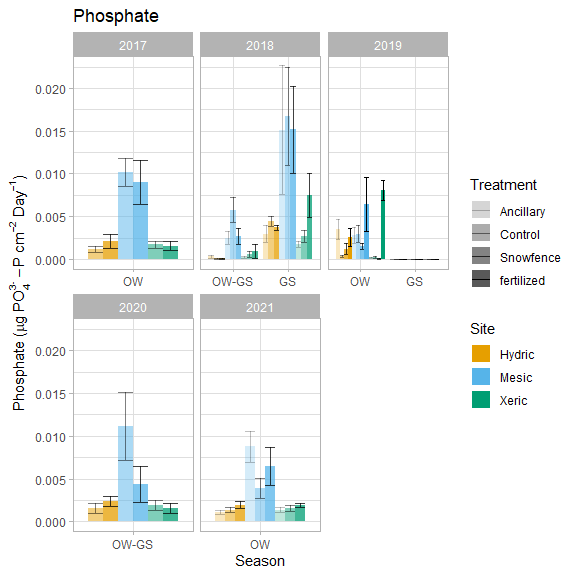 Phosphate
2017
2018
2019
0.020
0.015
0.010
0.005
0.000
OW
OW-GS
GS
OW
GS
2020
2021
0.020
0.015
0.010
0.005
0.000
OW-GS
OW
Season
Phosphate (µg PO₄³⁻–P cm⁻² Day⁻¹)
Treatment
Ancillary
Control
Snowfence
fertilized
Site
Hydric
Mesic
Xeric